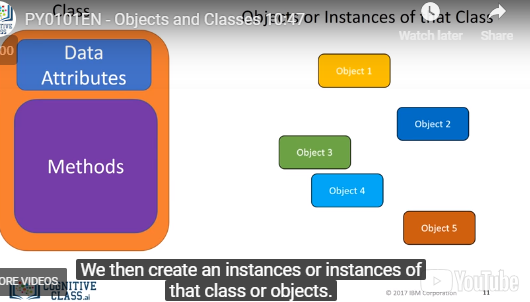 Class
Objects or Instances of that Class
PY0101EN - Objects and Classes 10:47
Watch later
Share
Data
Attributes
Methods
Object 1
Object 2
Object 3
Object 4
Object 5
We then create an instances or instances of
that class or objects.
ORE VIDEOS
COGNITIVE
CLASS.ai
© 2017 IBM Corporation
11
YouTube